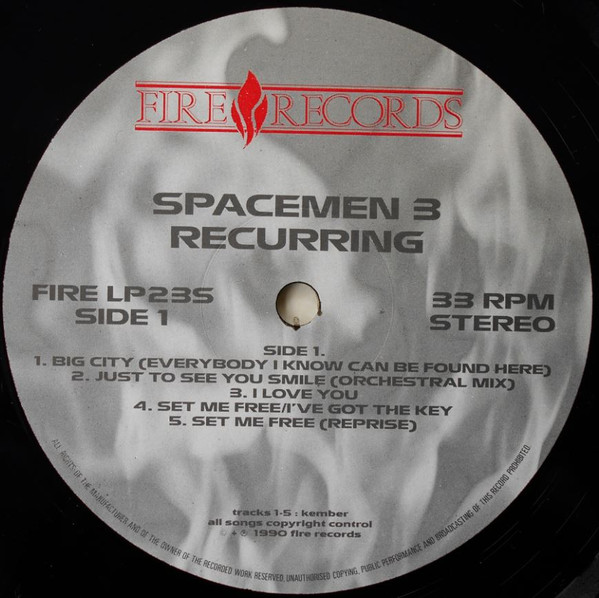 FIRE RECORDS
SPACEMEN 3
RECURRING
FIRE LP23S
SIDE 1
33 RPM
STEREO
SIDE 1.
1. BIG CITY (EVERYBODY I KNOW CAN BE FOUND HERE)
2. JUST TO SEE YOU SMILE (ORCHESTRAL MIX)
3. I LOVE YOU
4. SET ME FREE/I'VE GOT THE KEY
5. SET ME FREE (REPRISE)
tracks 1-5 : kember
all songs copyright control
© + ℗ 1990 fire records
ALL RIGHTS OF THE MANUFACTURER AND OF THE OWNER OF THE RECORDED WORK RESERVED. UNAUTHORISED COPYING, PUBLIC PERFORMANCE AND BROADCASTING OF THIS RECORD PROHIBITED.